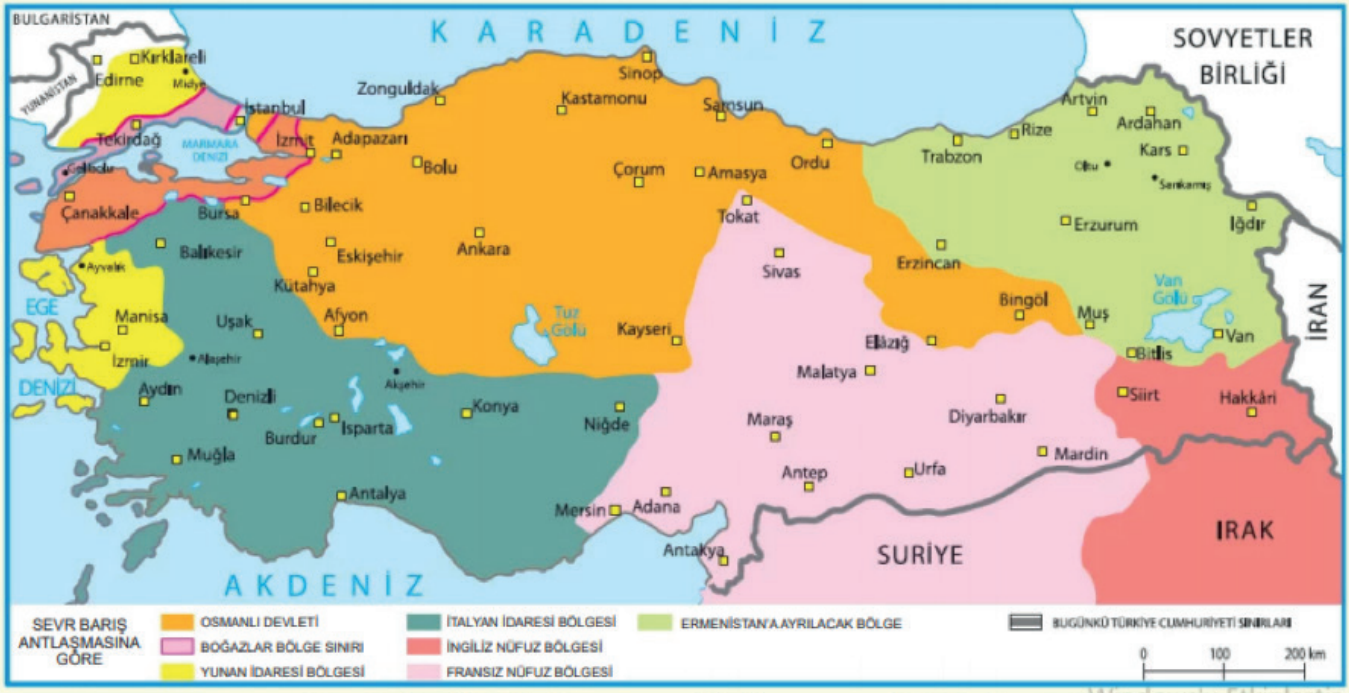 BULGARİSTAN
YUNANİSTAN
KARADENİZ
SOVYETLER
BİRLİĞİ
Edirne
Kırklareli
Midye
İstanbul
Tekirdağ
MARMARA
DENİZİ
İzmit
Adapazarı
Zonguldak
Bolu
Kastamonu
Sinop
Samsun
Ordu
Trabzon
Rize
Artvin
Ardahan
Kars
Oltu
Sarıkamış
Iğdır
Gelibolu
Çanakkale
Bursa
Bilecik
Eskişehir
Ankara
Çorum
Amasya
Tokat
Sivas
Erzincan
Erzurum
Balıkesir
Kütahya
Ayvalık
EGE
DENİZİ
Manisa
İzmir
Uşak
Afyon
Alaşehir
Akşehir
Tuz
Gölü
Kayseri
Elâzığ
Malatya
Bingöl
Muş
Van
Gölü
Van
Bitlis
İRAN
Aydın
Denizli
Burdur
Isparta
Konya
Niğde
Maraş
Diyarbakır
Siirt
Hakkâri
Muğla
Antalya
Mersin
Adana
Antep
Urfa
Mardin
Antakya
SURİYE
IRAK
AKDENİZ
SEVR BARIŞ
ANTLAŞMASINA
GÖRE
OSMANLI DEVLETİ
BOĞAZLAR BÖLGE SINIRI
YUNAN İDARESİ BÖLGESİ
İTALYAN İDARESİ BÖLGESİ
İNGİLİZ NÜFUZ BÖLGESİ
FRANSIZ NÜFUZ BÖLGESİ
ERMENİSTAN'A AYRILACAK BÖLGE
BUGÜNKÜ TÜRKİYE CUMHURİYETİ SINIRLARI
0 100 200 km